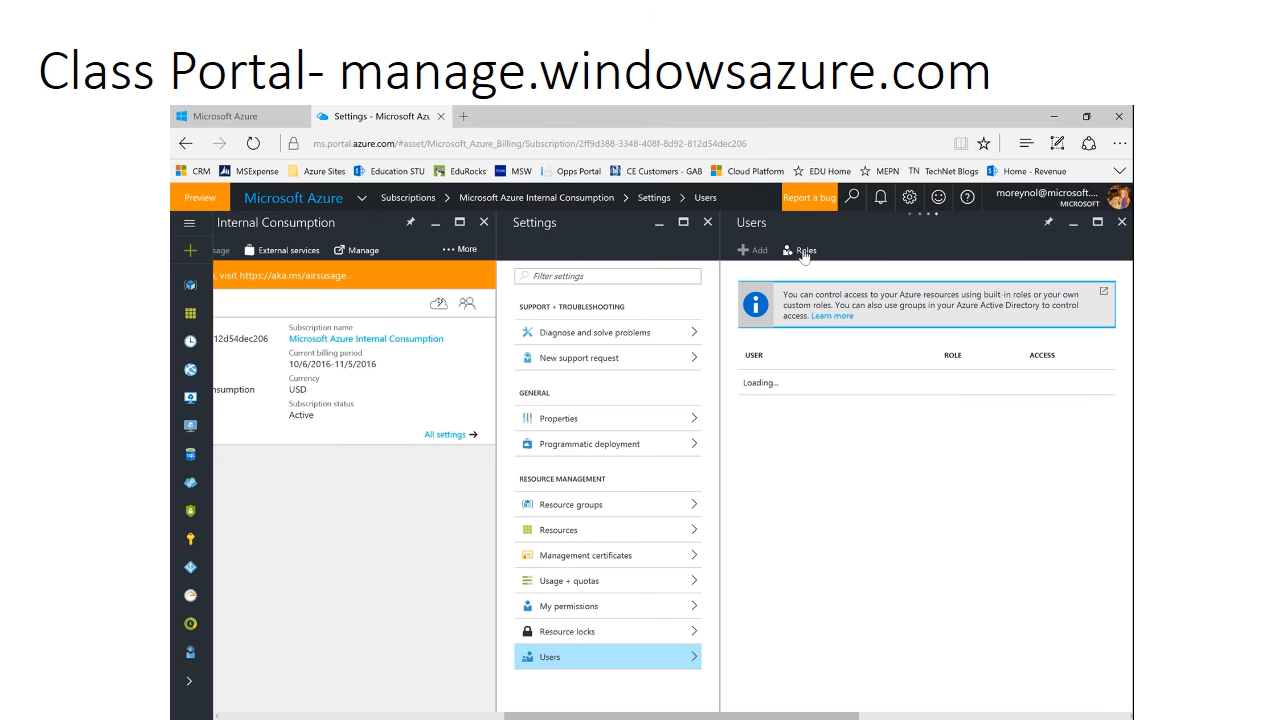 Class Portal- manage.windowsazure.com
Microsoft Azure
Settings - Microsoft Azu
ms.portal.azure.com/#asset/Microsoft_Azure_Billing/Subscription/2ff9d388-3348-408f-8d92-812d54dec206
CRM MSExpense Azure Sites Education STU EduRocks MSW Opps Portal CE Customers - GAB Cloud Platform EDU Home MEPN TN TechNet Blogs Home - Revenue
Preview Microsoft Azure Subscriptions Microsoft Azure Internal Consumption Settings Users Report a bug moreynol@microsoft....
MICROSOFT
Internal Consumption
sage External services Manage ··· More
, visit https://aka.ms/airsusage.
12d54dec206
nsumption
Subscription name
Microsoft Azure Internal Consumption
Current billing period
10/6/2016-11/5/2016
Currency
USD
Subscription status
Active
All settings
Settings
Filter settings
SUPPORT + TROUBLESHOOTING
Diagnose and solve problems
New support request
GENERAL
Properties
Programmatic deployment
RESOURCE MANAGEMENT
Resource groups
Resources
Management certificates
Usage + quotas
My permissions
Resource locks
Users
Users
Add Roles
You can control access to your Azure resources using built-in roles or your own
custom roles. You can also use groups in your Azure Active Directory to control
access. Learn more
USER ROLE ACCESS
Loading...